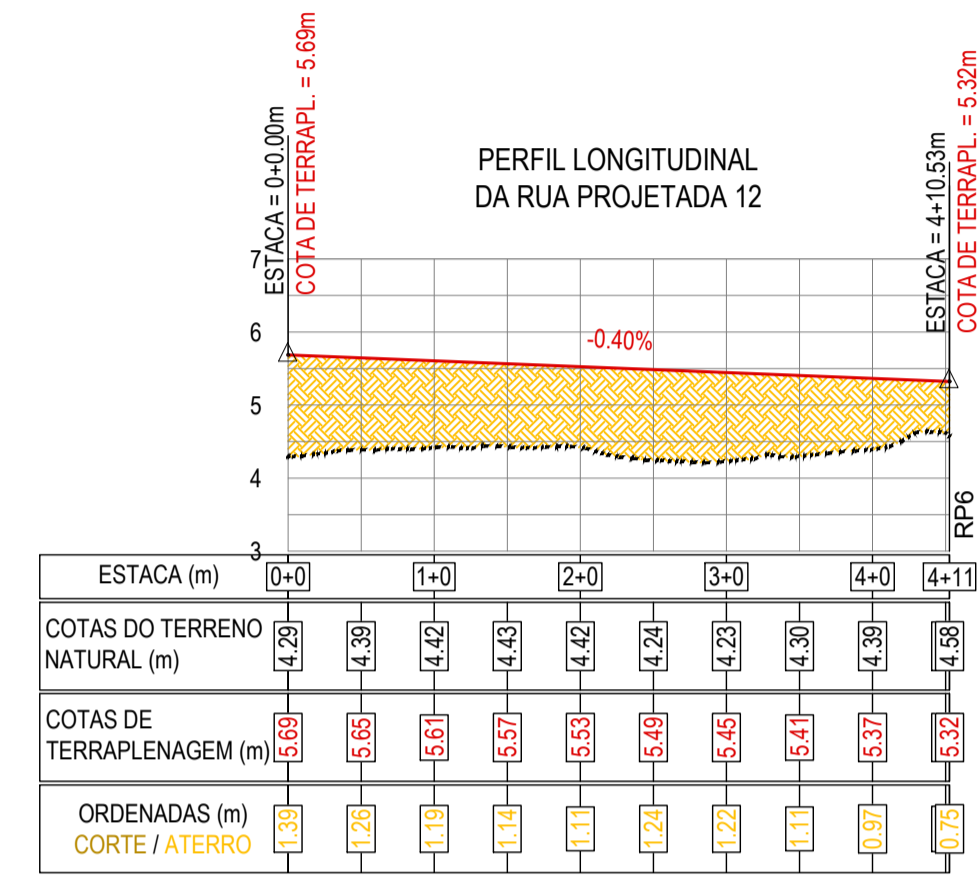 ESTACA = 0+0.00m
COTA DE TERRAPL. = 5.69m
PERFIL LONGITUDINAL
DA RUA PROJETADA 12
ESTACA = 4+10.53m
COTA DE TERRAPL. = 5.32m
7
6
-0.40%
5
4
3
RP6
ESTACA (m) 0+0 1+0 2+0 3+0 4+0 4+11
COTAS DO TERRENO
NATURAL (m) 4.29 4.39 4.42 4.43 4.42 4.24 4.23 4.30 4.39 4.58
COTAS DE
TERRAPLENAGEM (m) 5.69 5.65 5.61 5.57 5.53 5.49 5.45 5.41 5.37 5.32
ORDENADAS (m)
CORTE / ATERRO 1.39 1.26 1.19 1.14 1.11 1.24 1.22 1.11 0.97 0.75